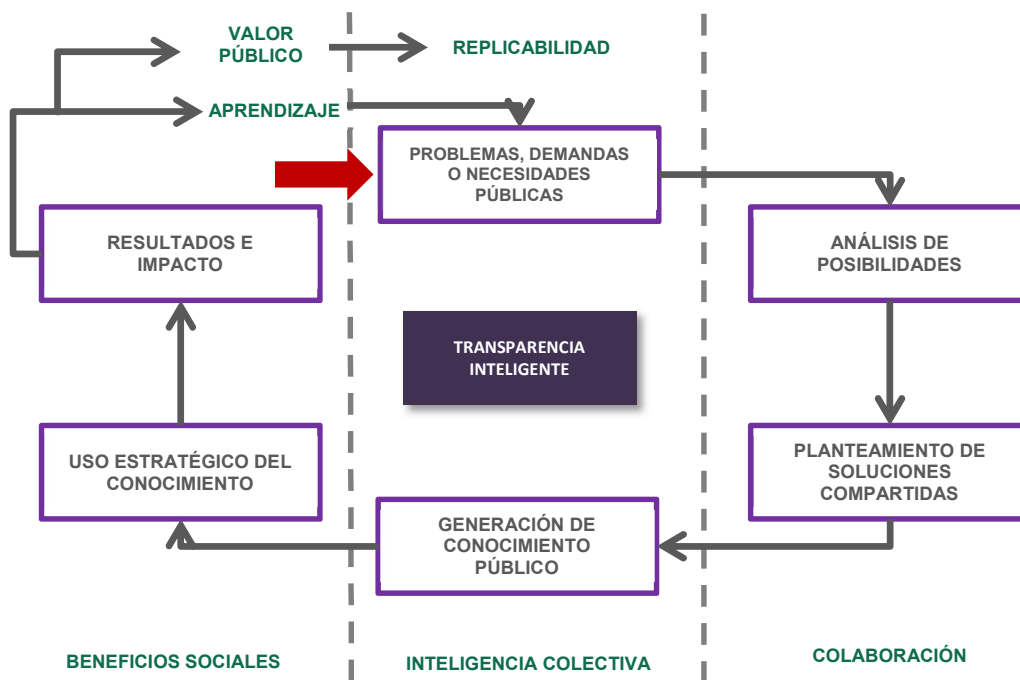 VALOR
PÚBLICO
REPLICABILIDAD
APRENDIZAJE
PROBLEMAS, DEMANDAS
O NECESIDADES
PÚBLICAS
RESULTADOS E
IMPACTO
ANÁLISIS DE
POSIBILIDADES
TRANSPARENCIA
INTELIGENTE
USO ESTRATÉGICO DEL
CONOCIMIENTO
PLANTEAMIENTO DE
SOLUCIONES
COMPARTIDAS
GENERACIÓN DE
CONOCIMIENTO
PÚBLICO
BENEFICIOS SOCIALES
INTELIGENCIA COLECTIVA
COLABORACIÓN